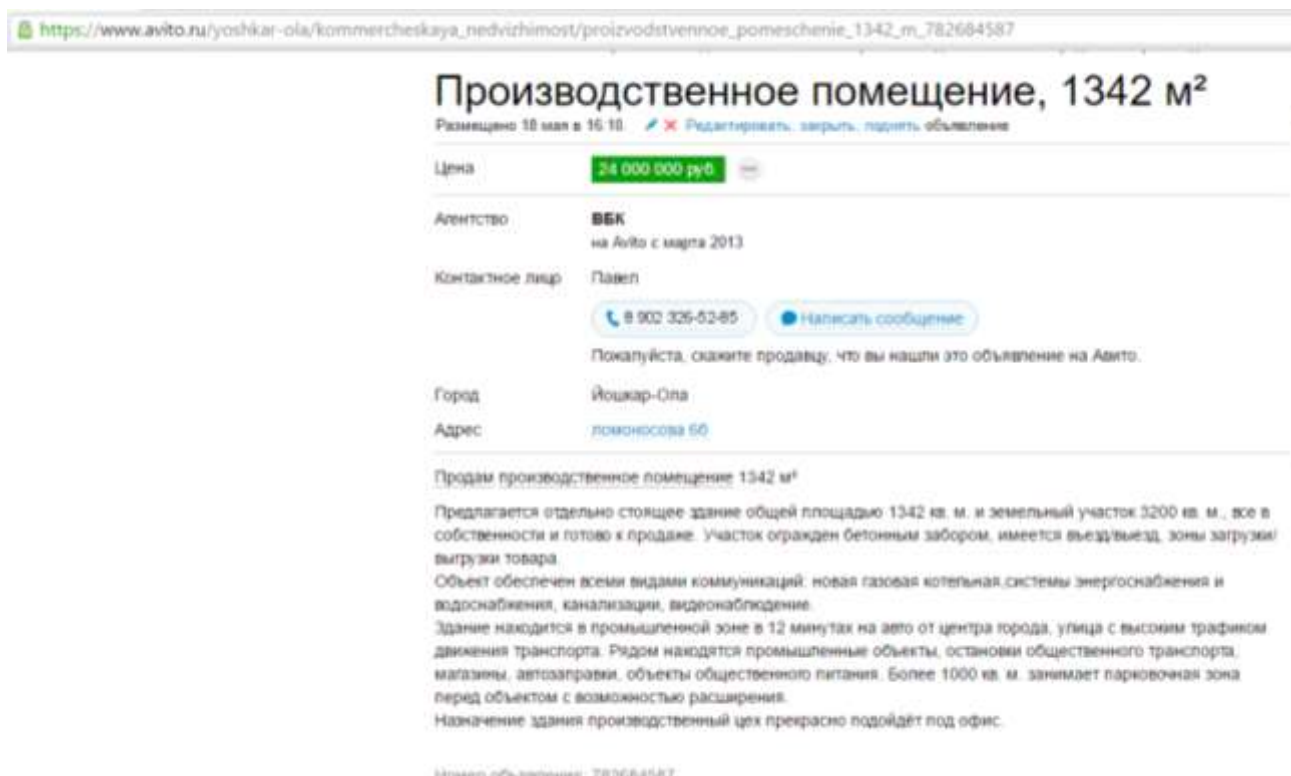 https://www.avito.ru/yoshkar-ola/kommercheskaya_nedvizhimost/proizvodstvennoe_pomeschenie_1342_m_782684587
Производственное помещение, 1342 м²
Размещено 18 мая в 16:18. Редактировать, закрыть, поднять объявление
Цена 24 000 000 руб.
Агентство ВБК
на Avito с марта 2013
Контактное лицо Павел
8 902 326-52-85 Написать сообщение
Пожалуйста, скажите продавцу, что вы нашли это объявление на Авито.
Город Йошкар-Ола
Адрес ломоносова 6б
Продам производственное помещение 1342 м²
Предлагается отдельно стоящее здание общей площадью 1342 кв. м. и земельный участок 3200 кв. м., все в
собственности и готово к продаже. Участок огражден бетонным забором, имеется въезд/выезд, зоны загрузки/
выгрузки товара.
Объект обеспечен всеми видами коммуникаций: новая газовая котельная,системы энергоснабжения и
водоснабжения, канализации, видеонаблюдение.
Здание находится в промышленной зоне в 12 минутах на авто от центра города, улица с высоким трафиком
движения транспорта. Рядом находятся промышленные объекты, остановки общественного транспорта,
магазины, автозаправки, объекты общественного питания. Более 1000 кв. м. занимает парковочная зона
перед объектом с возможностью расширения.
Назначение здания производственный цех прекрасно подойдёт под офис.
Номер объявления: 782684587